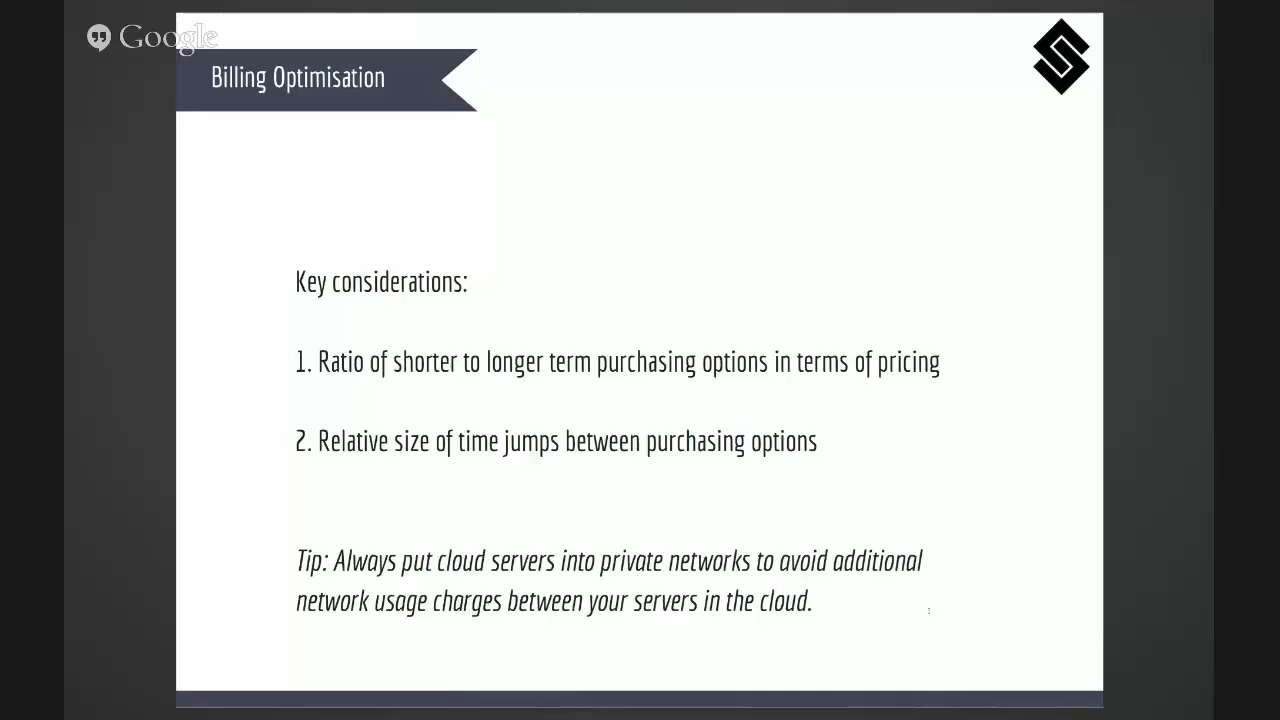 Google
Billing Optimisation
Key considerations:
1. Ratio of shorter to longer term purchasing options in terms of pricing
2. Relative size of time jumps between purchasing options
Tip: Always put cloud servers into private networks to avoid additional
network usage charges between your servers in the cloud.